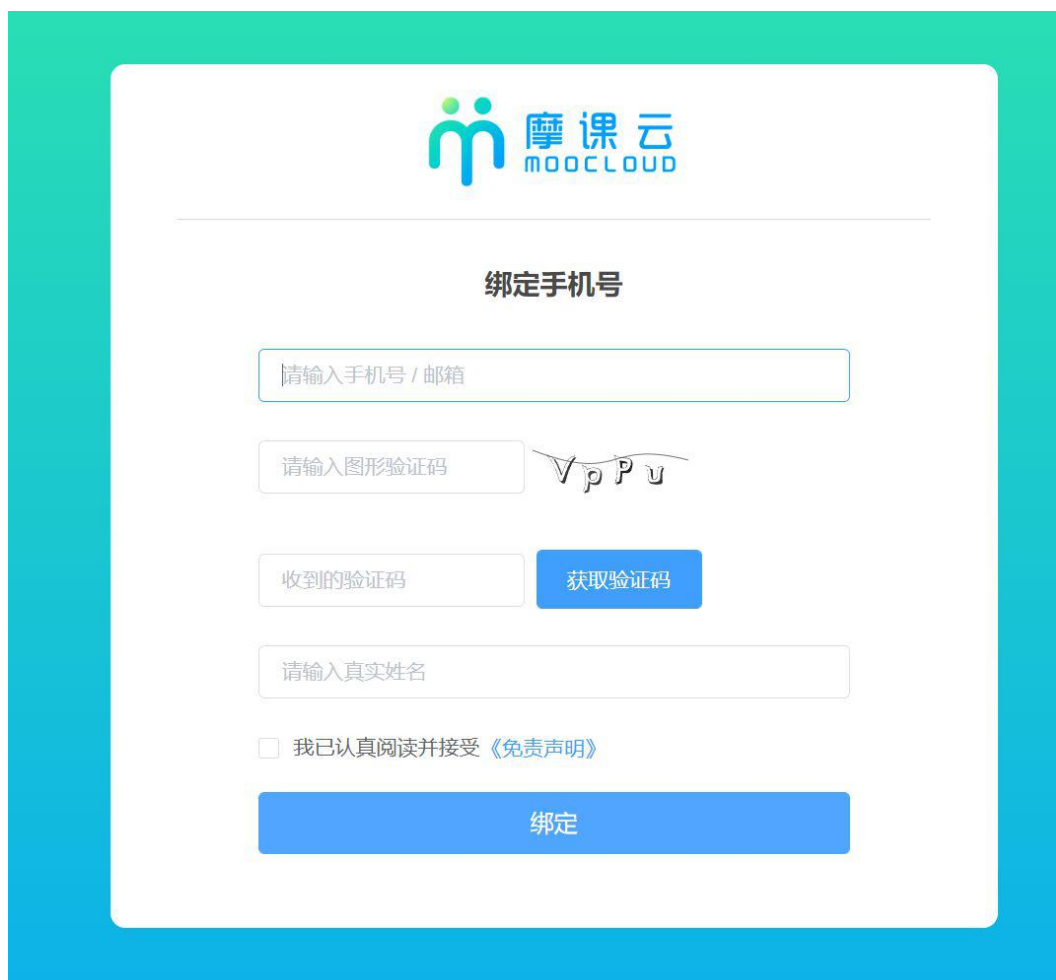 摩课云
MOOCLOUD
绑定手机号
请输入手机号 / 邮箱
请输入图形验证码 VpPu
收到的验证码 获取验证码
请输入真实姓名
我已认真阅读并接受《免责声明》
绑定